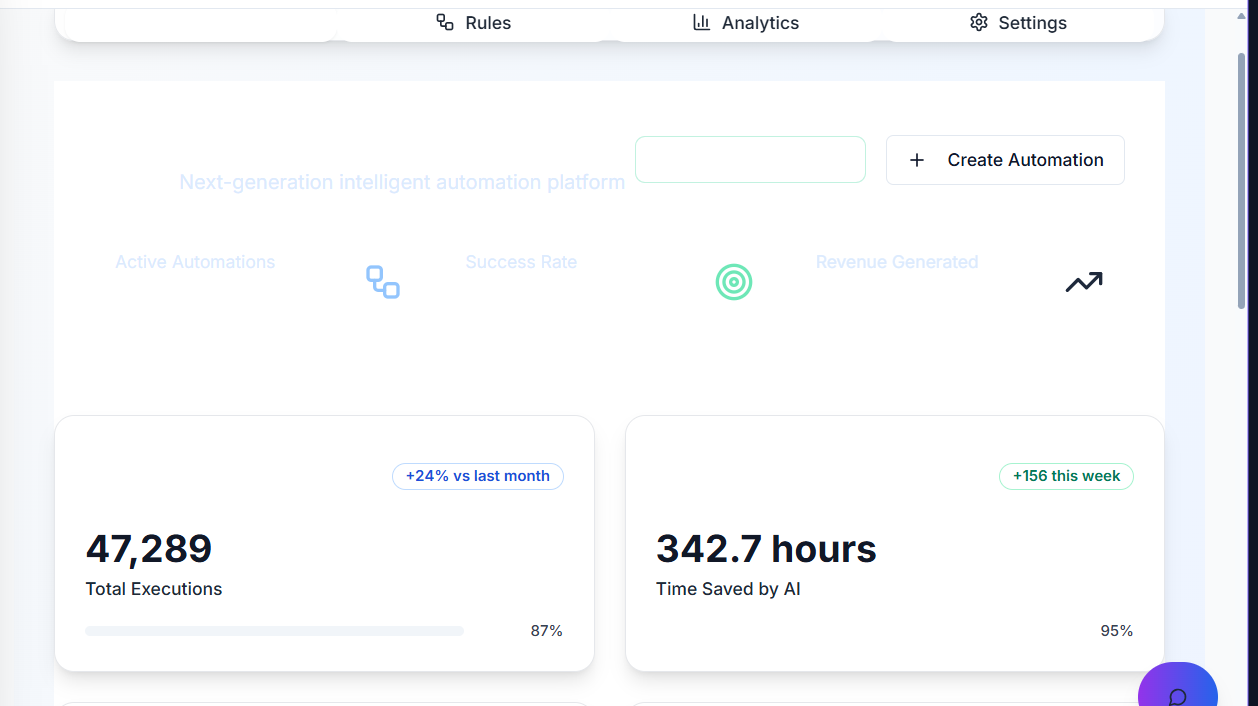 Rules
Analytics
Settings
Create Automation
Next-generation intelligent automation platform
Active Automations
Success Rate
Revenue Generated
+24% vs last month
47,289
Total Executions
87%
+156 this week
342.7 hours
Time Saved by AI
95%